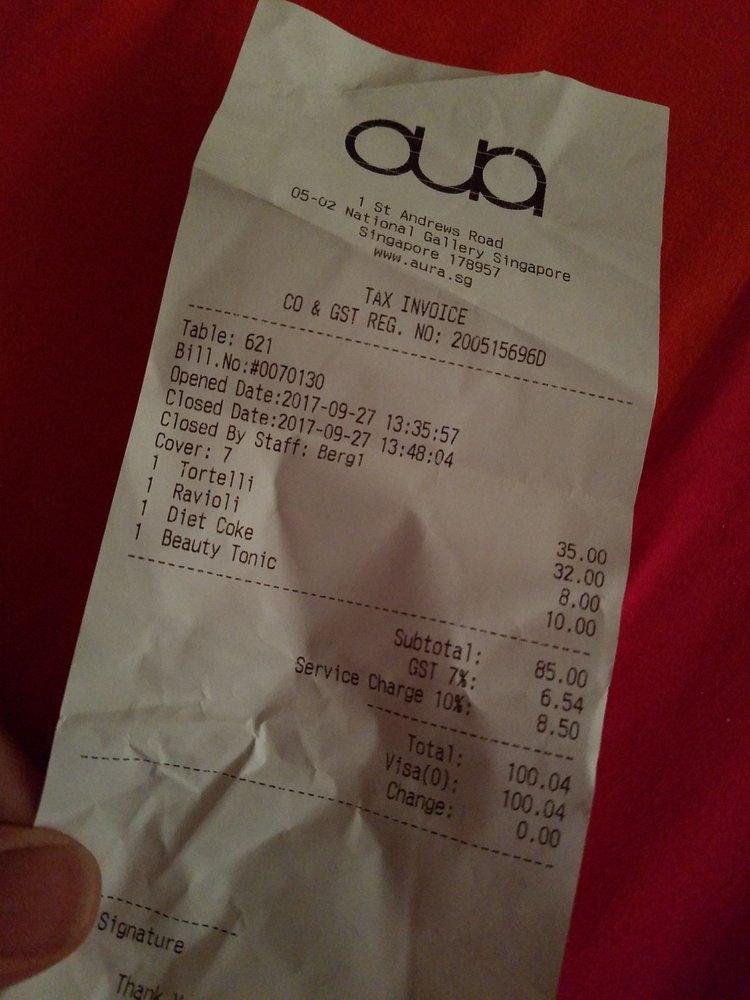 aura
1 St Andrews Road
05-02 National Gallery Singapore
Singapore 178957
www.aura.sg
TAX INVOICE
CO & GST REG. NO: 200515696D
Table: 621
Bill.No:#0070130
Opened Date:2017-09-27 13:35:57
Closed Date:2017-09-27 13:48:04
Closed By Staff: Berg1
Cover: 7
1 Tortelli 35.00
1 Ravioli 32.00
1 Diet Coke 8.00
1 Beauty Tonic 10.00
Subtotal: 85.00
GST 7%: 6.54
Service Charge 10%: 8.50
Total: 100.04
Visa(0): 100.04
Change: 0.00
Signature
Thank